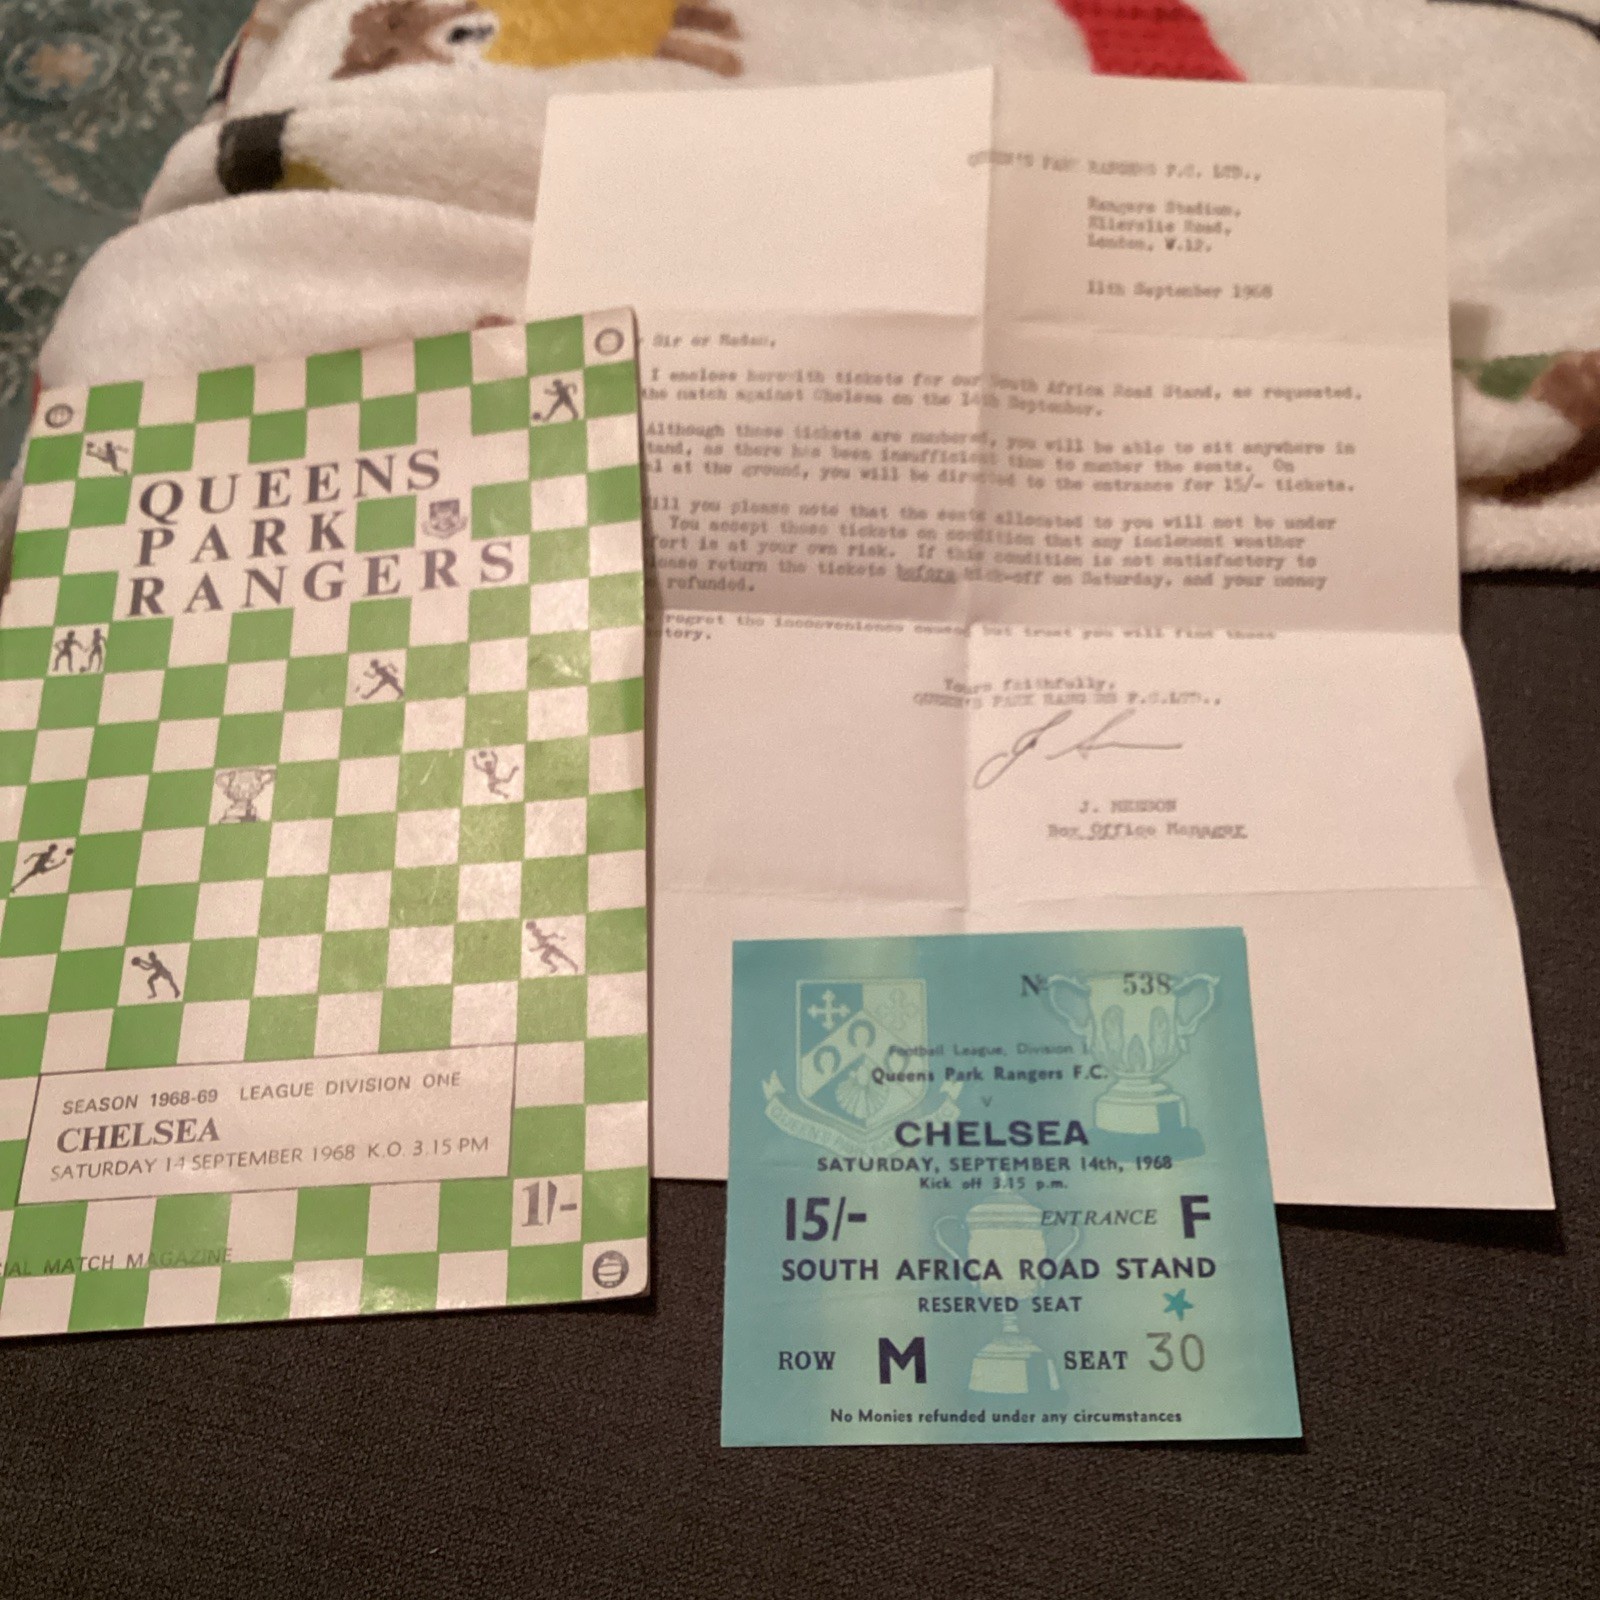 QUEENS
PARK
RANGERS
SEASON 1968-69 LEAGUE DIVISION ONE
CHELSEA
SATURDAY 14 SEPTEMBER 1968 K.O. 3.15 PM
1/-
IAL MATCH MAGAZINE
QUEEN'S PARK RANGERS F.C. LTD.,
Rangers Stadium,
Ellerslie Road,
London, W.12.
11th September 1968
Sir or Madam,
I enclose herewith tickets for our South Africa Road Stand, as requested,
the match against Chelsea on the 14th September.
Although these tickets are numbered, you will be able to sit anywhere in
tand, as there has been insufficient time to number the seats. On
l at the ground, you will be directed to the entrance for 15/- tickets.
ill you please note that the seats allocated to you will not be under
You accept these tickets on condition that any inclement weather
fort is at your own risk. If this condition is not satisfactory to
lease return the tickets before kick-off on Saturday, and your money
refunded.
regret the inconvenience caused but trust you will find these
tory.
Yours faithfully,
QUEEN'S PARK RANGERS F.C.LTD.,
Box Office Manager
No 538
Football League, Division 1
Queens Park Rangers F.C.
v
CHELSEA
SATURDAY, SEPTEMBER 14th, 1968
Kick off 3.15 p.m.
15/- ENTRANCE F
SOUTH AFRICA ROAD STAND
RESERVED SEAT
ROW M SEAT 30
No Monies refunded under any circumstances